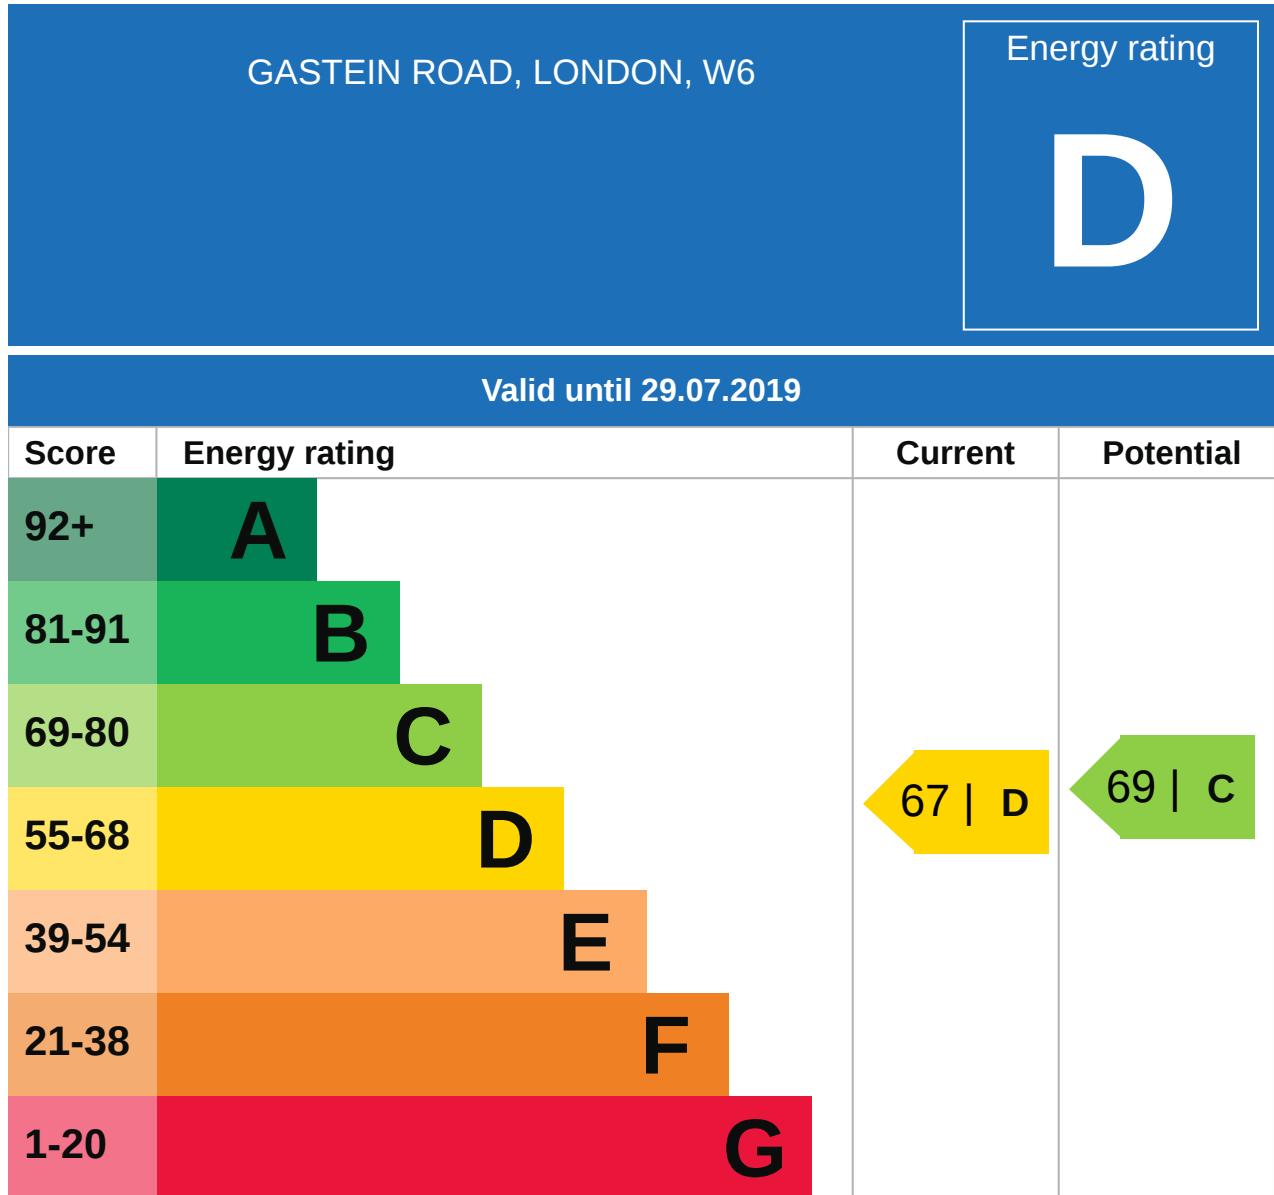 GASTEIN ROAD, LONDON, W6
Energy rating
D
Valid until 29.07.2019
Score Energy rating Current Potential
92+ A
81-91 B
69-80 C
55-68 D
67 | D
69 | C
39-54 E
21-38 F
1-20 G